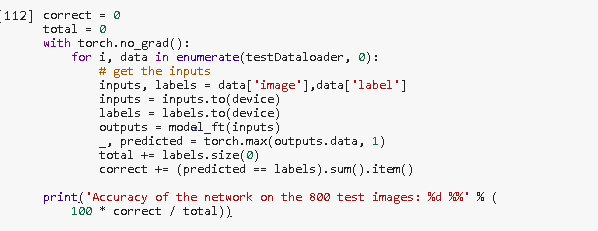 [112] correct = 0
total = 0
with torch.no_grad():
for i, data in enumerate(testDataloader, 0):
# get the inputs
inputs, labels = data['image'],data['label']
inputs = inputs.to(device)
labels = labels.to(device)
outputs = model_ft(inputs)
_, predicted = torch.max(outputs.data, 1)
total += labels.size(0)
correct += (predicted == labels).sum().item()
print('Accuracy of the network on the 800 test images: %d %%' % (
100 * correct / total))